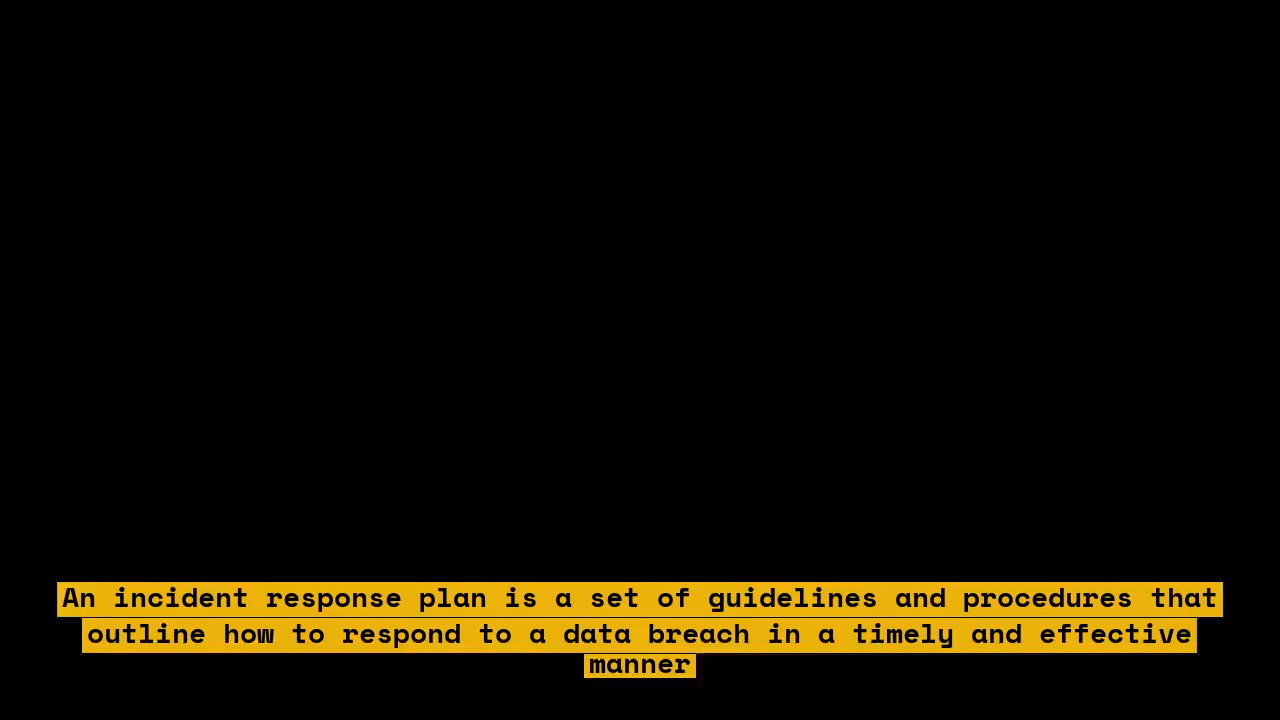 An incident response plan is a set of guidelines and procedures that
outline how to respond to a data breach in a timely and effective
manner